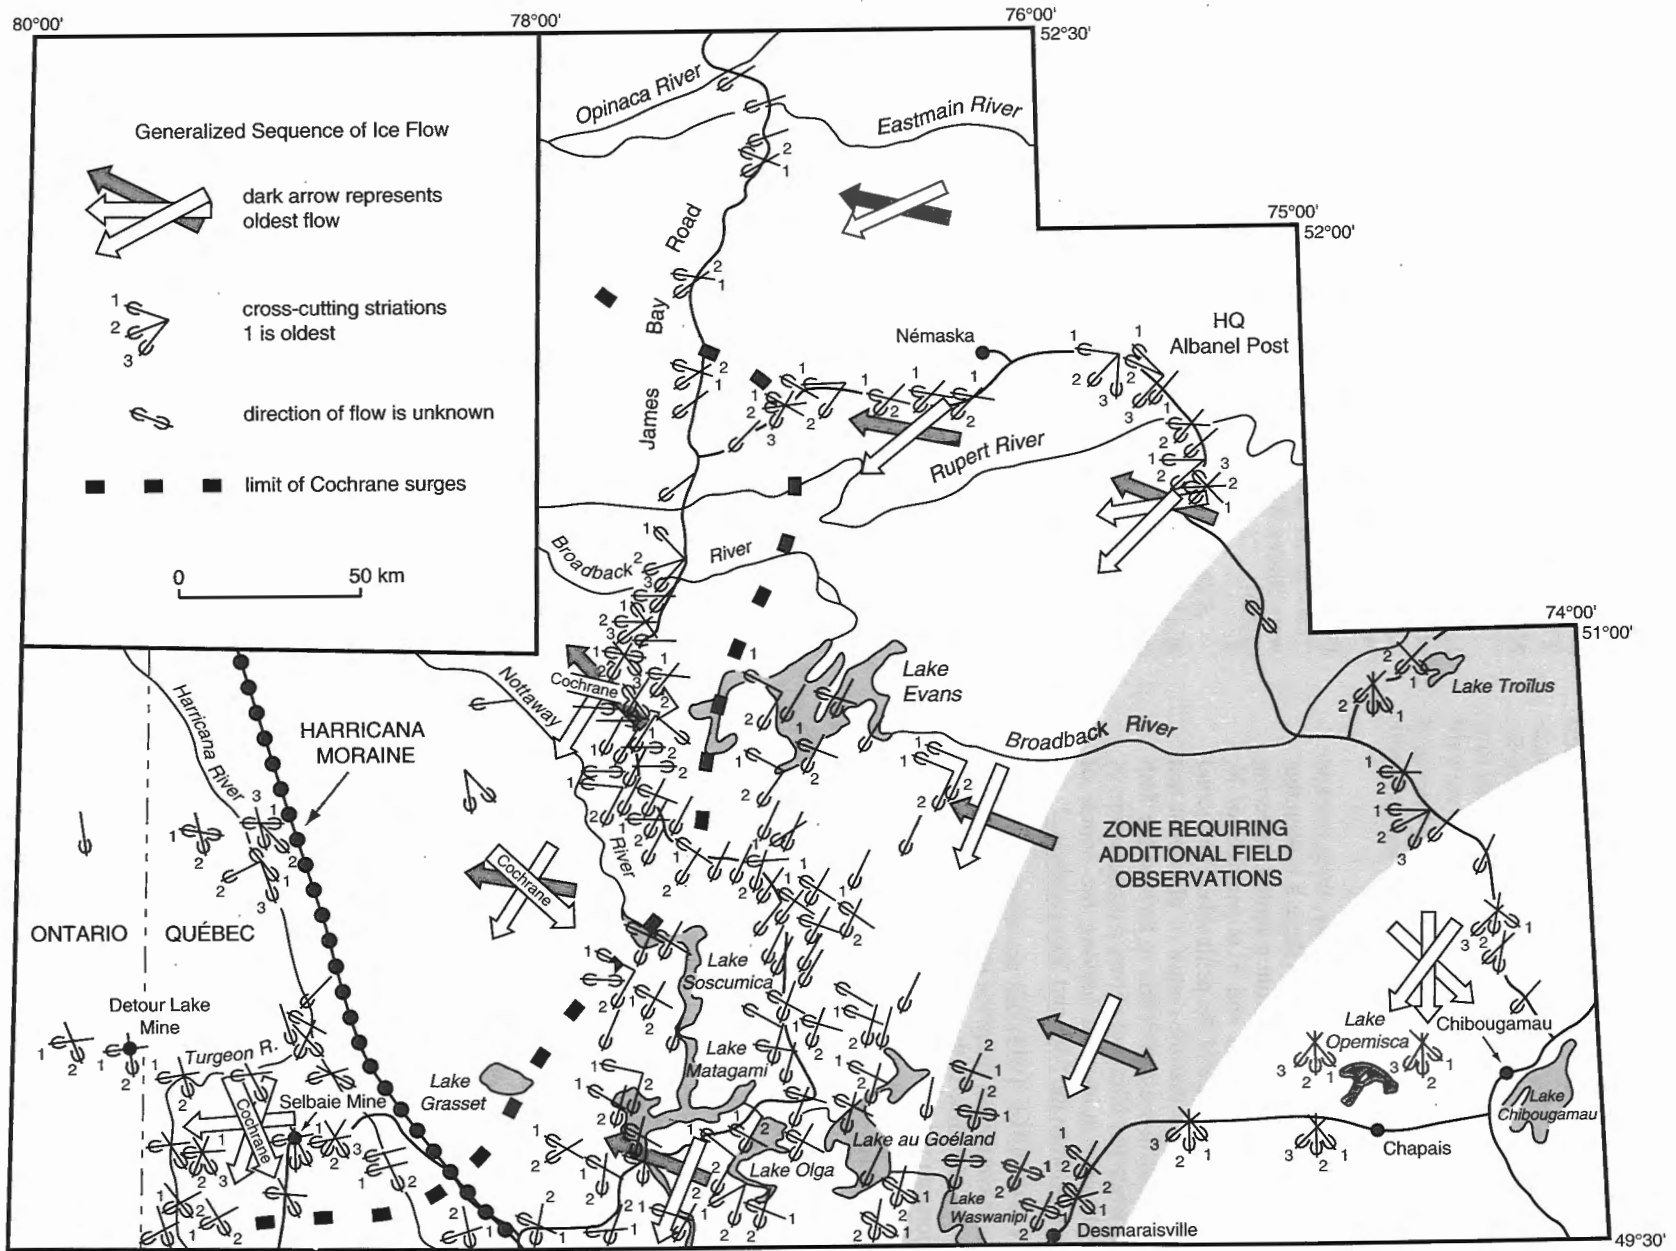 80°00'
78°00'
76°00'
52°30'
Generalized Sequence of Ice Flow
dark arrow represents
oldest flow
1
2
3
cross-cutting striations
1 is oldest
direction of flow is unknown
limit of Cochrane surges
0 50 km
Opinaca River
Eastmain River
75°00'
52°00'
James Bay Road
Némaska
HQ
Albanel Post
Rupert River
Broadback River
74°00'
51°00'
Nottaway River
Cochrane
Lake
Evans
Lake Troïlus
Harricana River
HARRICANA
MORAINE
Broadback River
ZONE REQUIRING
ADDITIONAL FIELD
OBSERVATIONS
Cochrane
ONTARIO
QUÉBEC
Lake
Soscumica
Detour Lake
Mine
Turgeon R.
Lake
Matagami
Lake
Opemisca
Chibougamau
Lake
Grasset
Selbaie Mine
Cochrane
Lake au Goéland
Lake Olga
Lake
Chibougamau
Chapais
Lake
Waswanipi
Desmaraisville
49°30'